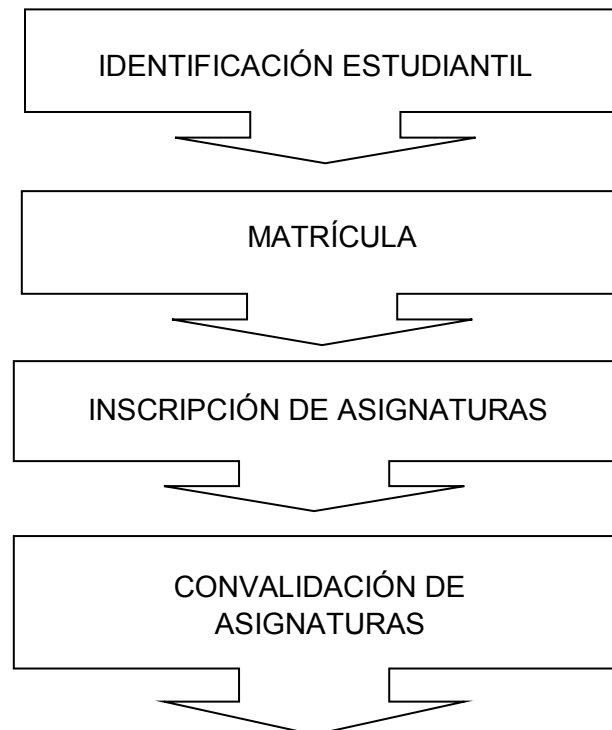 IDENTIFICACIÓN ESTUDIANTIL
MATRÍCULA
INSCRIPCIÓN DE ASIGNATURAS
CONVALIDACIÓN DE
ASIGNATURAS